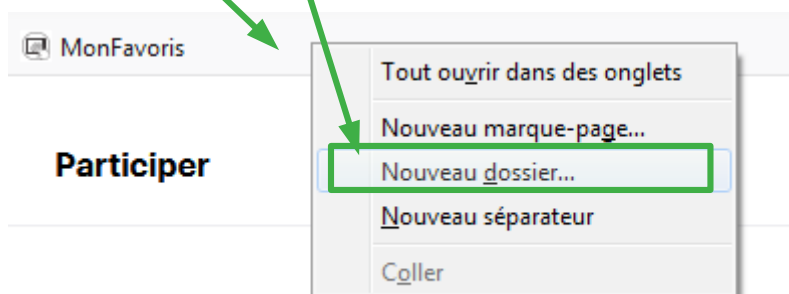 MonFavoris
Tout ouvrir dans des onglets
Nouveau marque-page...
Participer
Nouveau dossier...
Nouveau séparateur
Coller